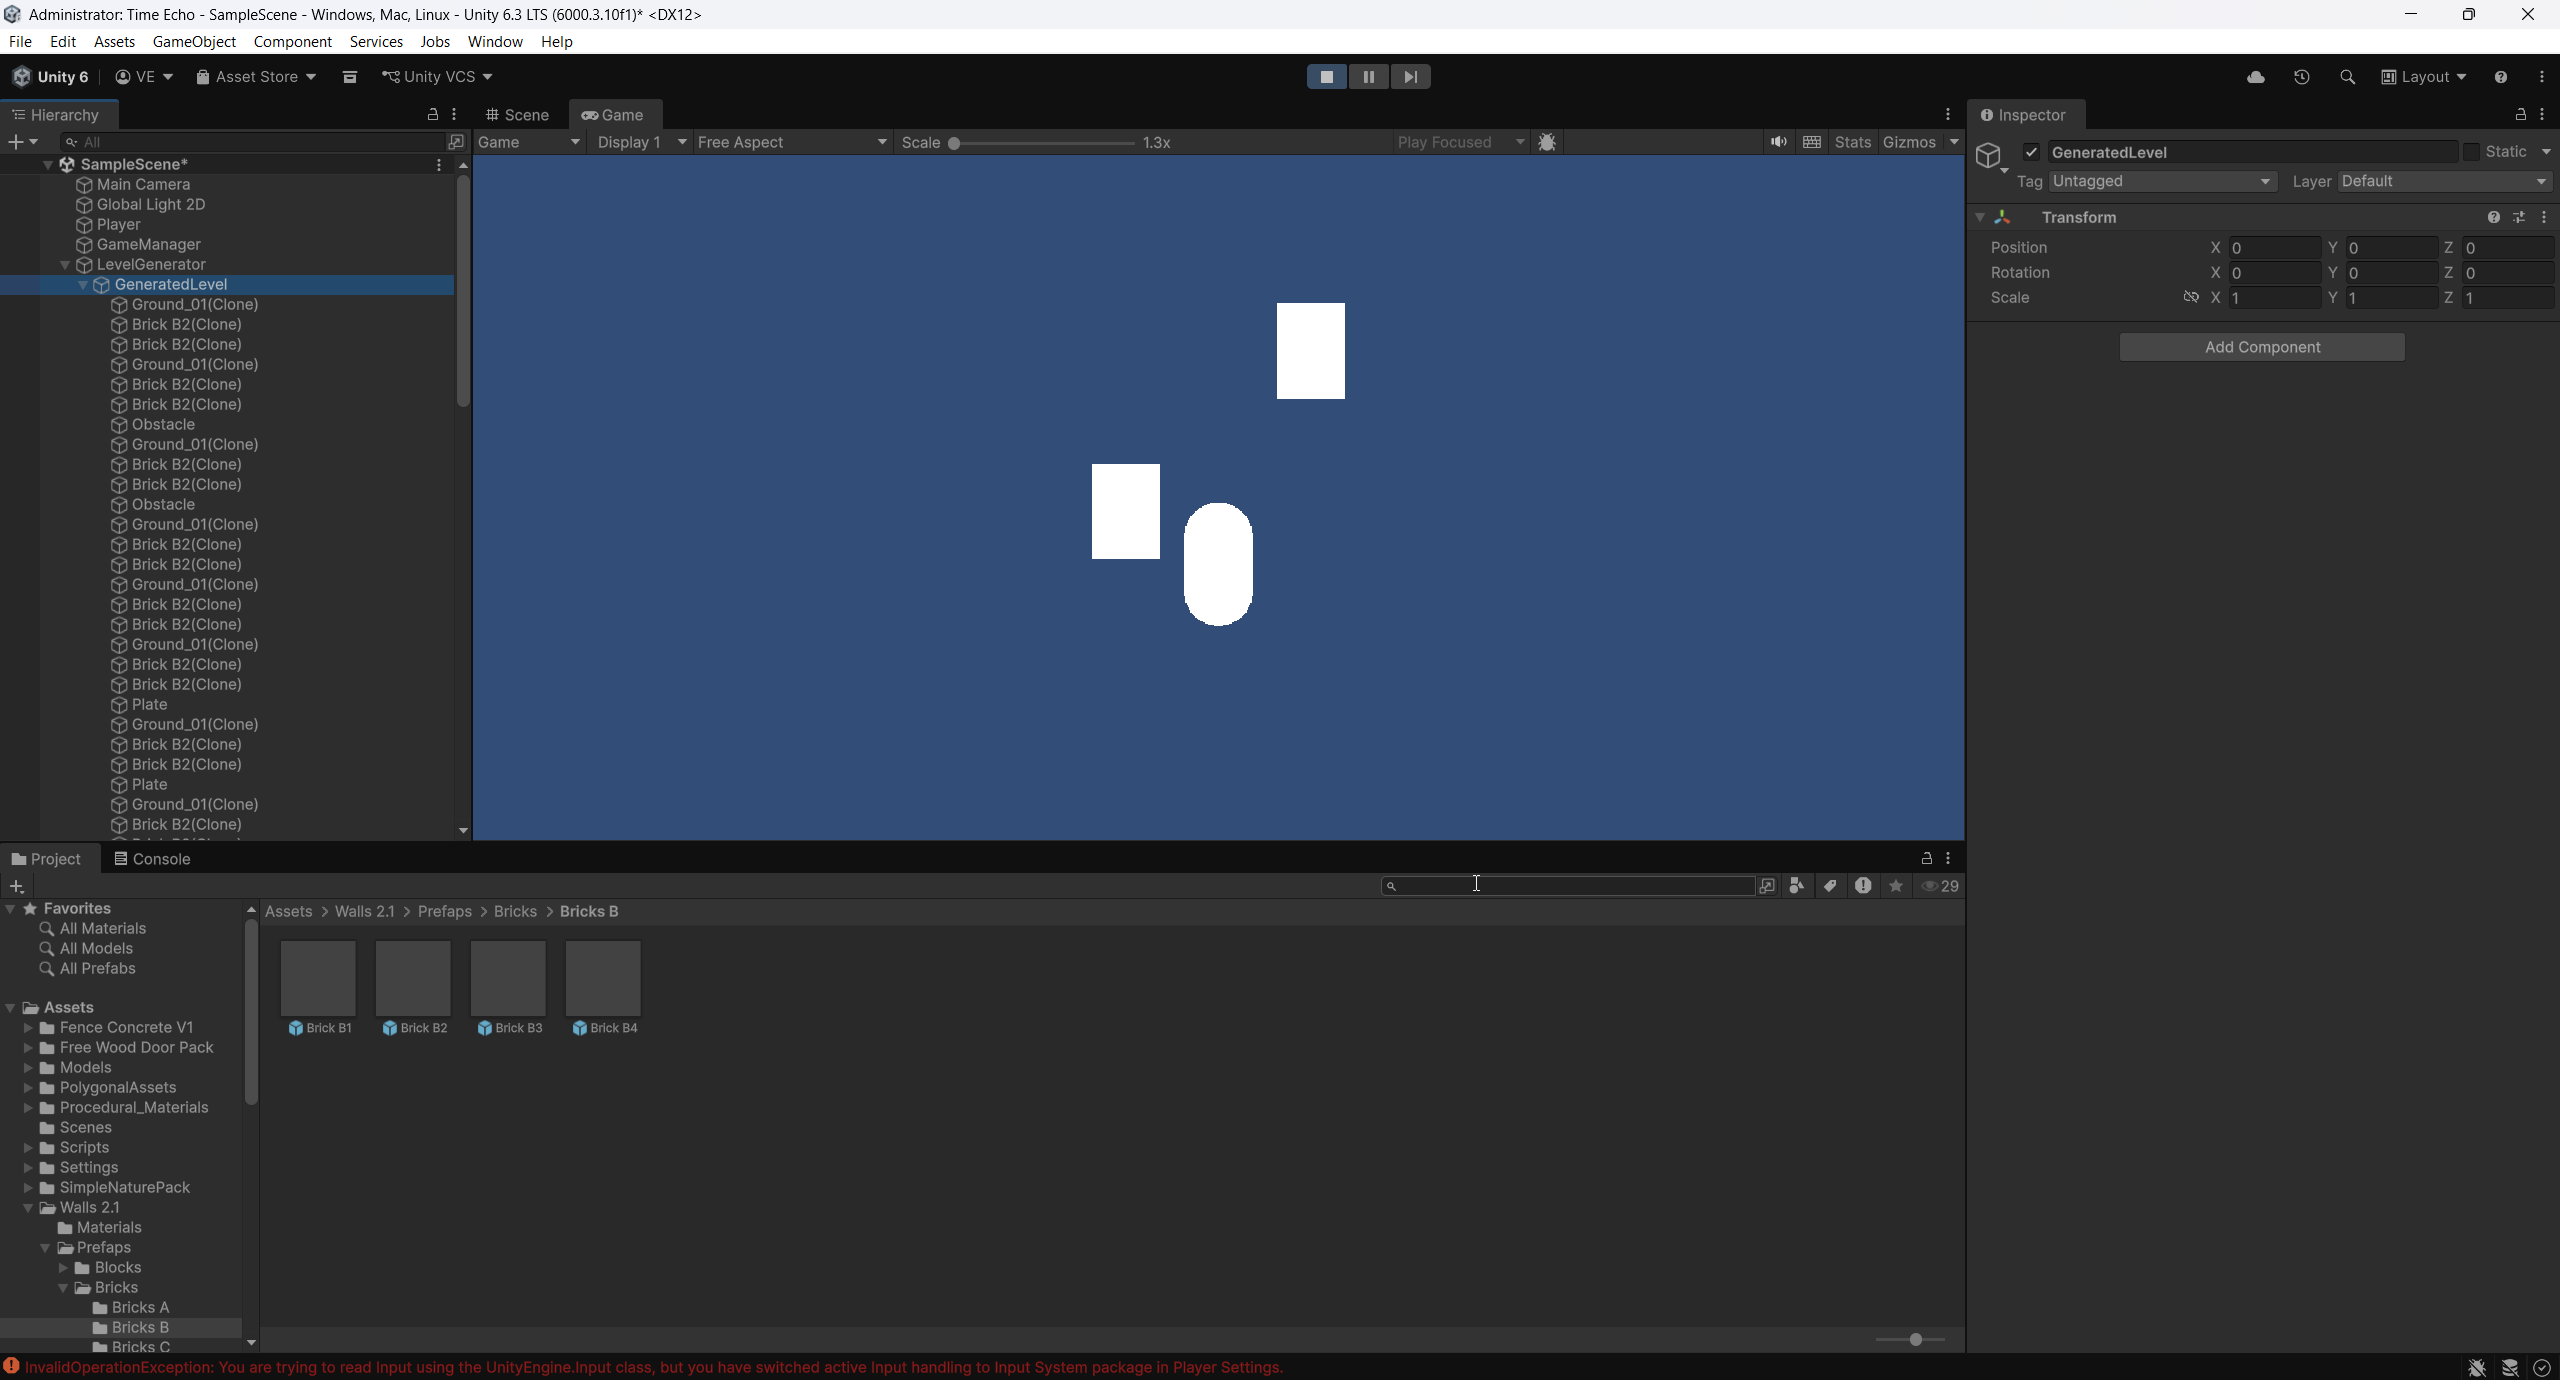 Administrator: Time Echo - SampleScene - Windows, Mac, Linux - Unity 6.3 LTS (6000.3.10f1)* <DX12>
File Edit Assets GameObject Component Services Jobs Window Help
Unity 6 VE Asset Store Unity VCS Layout
Hierarchy
All
SampleScene*
Main Camera
Global Light 2D
Player
GameManager
LevelGenerator
GeneratedLevel
Ground_01(Clone)
Brick B2(Clone)
Brick B2(Clone)
Ground_01(Clone)
Brick B2(Clone)
Brick B2(Clone)
Obstacle
Ground_01(Clone)
Brick B2(Clone)
Brick B2(Clone)
Obstacle
Ground_01(Clone)
Brick B2(Clone)
Brick B2(Clone)
Ground_01(Clone)
Brick B2(Clone)
Brick B2(Clone)
Ground_01(Clone)
Brick B2(Clone)
Brick B2(Clone)
Plate
Ground_01(Clone)
Brick B2(Clone)
Brick B2(Clone)
Plate
Ground_01(Clone)
Brick B2(Clone)
Scene Game
Game Display 1 Free Aspect Scale 1.3x Play Focused Stats Gizmos
Inspector
GeneratedLevel Static
Tag Untagged Layer Default
Transform
Position X 0 Y 0 Z 0
Rotation X 0 Y 0 Z 0
Scale X 1 Y 1 Z 1
Add Component
Project Console
29
Favorites
All Materials
All Models
All Prefabs
Assets
Fence Concrete V1
Free Wood Door Pack
Models
PolygonalAssets
Procedural_Materials
Scenes
Scripts
Settings
SimpleNaturePack
Walls 2.1
Materials
Prefaps
Blocks
Bricks
Bricks A
Bricks B
Bricks C
Assets > Walls 2.1 > Prefaps > Bricks > Bricks B
Brick B1 Brick B2 Brick B3 Brick B4
InvalidOperationException: You are trying to read Input using the UnityEngine.Input class, but you have switched active Input handling to Input System package in Player Settings.